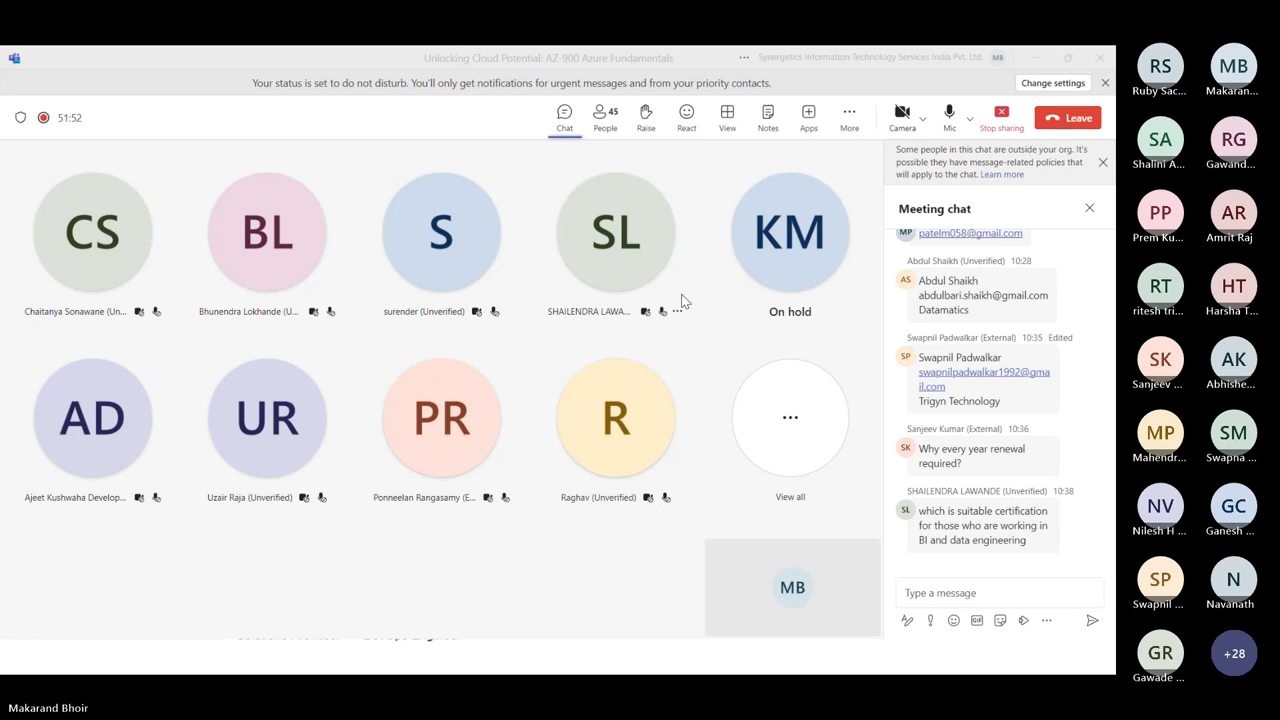 Unlocking Cloud Potential: AZ-900 Azure Fundamentals
Synergetics Information Technology Services India Pvt. Ltd.
MB
Your status is set to do not disturb. You'll only get notifications for urgent messages and from your priority contacts.
Change settings
51:52
Chat
45
People
Raise
React
View
Notes
Apps
More
Camera
Mic
Stop sharing
Leave
CS
BL
S
SL
KM
Chaitanya Sonawane (Un...
Bhunendra Lokhande (U...
surender (Unverified)
SHAILENDRA LAWA...
On hold
AD
UR
PR
R
Ajeet Kushwaha Develop...
Uzair Raja (Unverified)
Ponneelan Rangasamy (E...
Raghav (Unverified)
View all
MB
Some people in this chat are outside your org. It's
possible they have message-related policies that
will apply to the chat. Learn more
Meeting chat
MP
patelm058@gmail.com
Abdul Shaikh (Unverified) 10:28
AS
Abdul Shaikh
abdulbari.shaikh@gmail.com
Datamatics
Swapnil Padwalkar (External) 10:35 Edited
SP
Swapnil Padwalkar
swapnilpadwalkar1992@gma
il.com
Trigyn Technology
Sanjeev Kumar (External) 10:36
SK
Why every year renewal
required?
SHAILENDRA LAWANDE (Unverified) 10:38
SL
which is suitable certification
for those who are working in
BI and data engineering
Type a message
GIF
RS
MB
Ruby Sac...
Makaran...
SA
RG
Shalini A...
Gawand...
PP
AR
Prem Ku...
Amrit Raj
RT
HT
ritesh tri...
Harsha T...
SK
AK
Sanjeev ...
Abhishe...
MP
SM
Mahendr...
Swapna ...
NV
GC
Nilesh H ...
Ganesh ...
SP
N
Swapnil ...
Navanath
GR
+28
Gawade ...
Makarand Bhoir